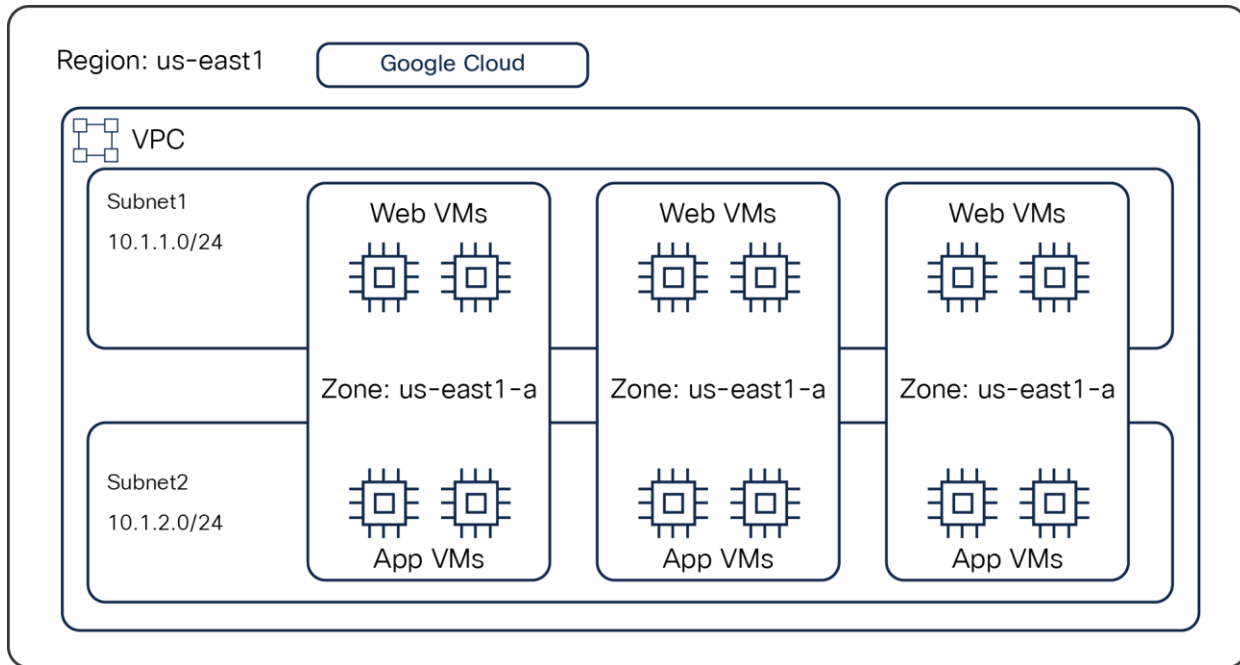 Region: us-east1
Google Cloud
VPC
Subnet1
10.1.1.0/24
Web VMs
Web VMs
Web VMs
Zone: us-east1-a
Zone: us-east1-a
Zone: us-east1-a
Subnet2
10.1.2.0/24
App VMs
App VMs
App VMs